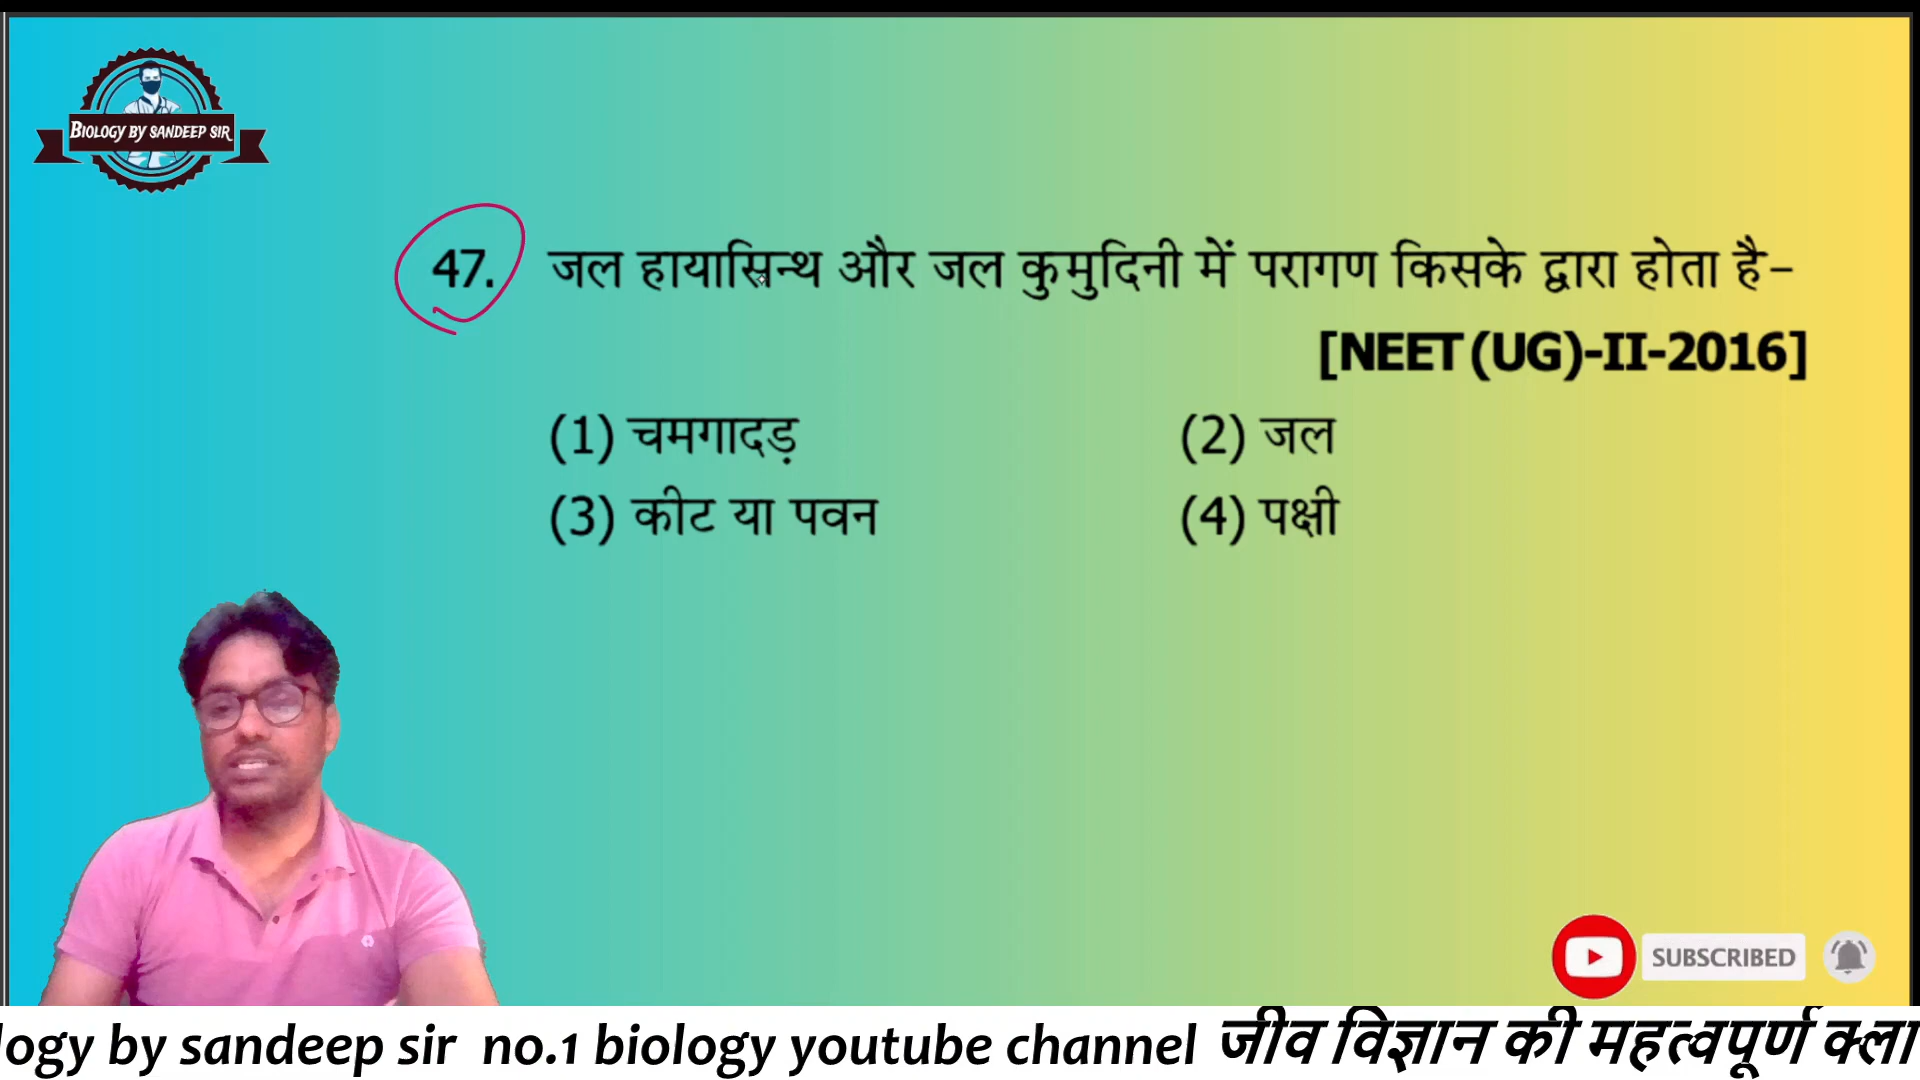 BIOLOGY BY SANDEEP SIR
47. जल हायासिन्थ और जल कुमुदिनी में परागण किसके द्वारा होता है–
[NEET(UG)-II-2016]
(1) चमगादड़ (2) जल
(3) कीट या पवन (4) पक्षी
SUBSCRIBED
logy by sandeep sir no.1 biology youtube channel जीव विज्ञान की महत्वपूर्ण क्ला